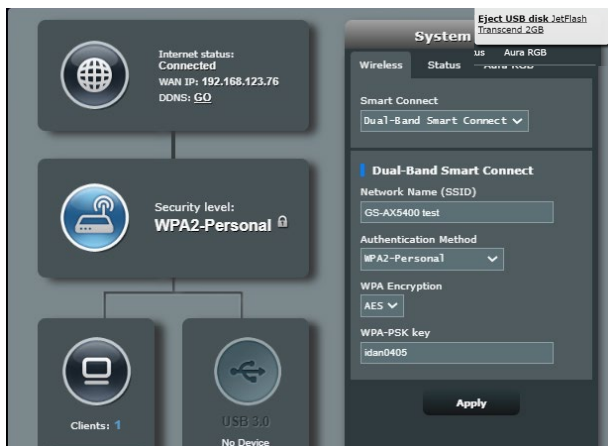 Internet status:
Connected
WAN IP: 192.168.123.76
DDNS: GO
Security level:
WPA2-Personal
Clients: 1
USB 3.0
No Device
System
Eject USB disk JetFlash
Transcend 2GB
us Aura RGB
Wireless Status Aura RGB
Smart Connect
Dual-Band Smart Connect
Dual-Band Smart Connect
Network Name (SSID)
GS-AX5400 test
Authentication Method
WPA2-Personal
WPA Encryption
AES
WPA-PSK key
idan0405
Apply